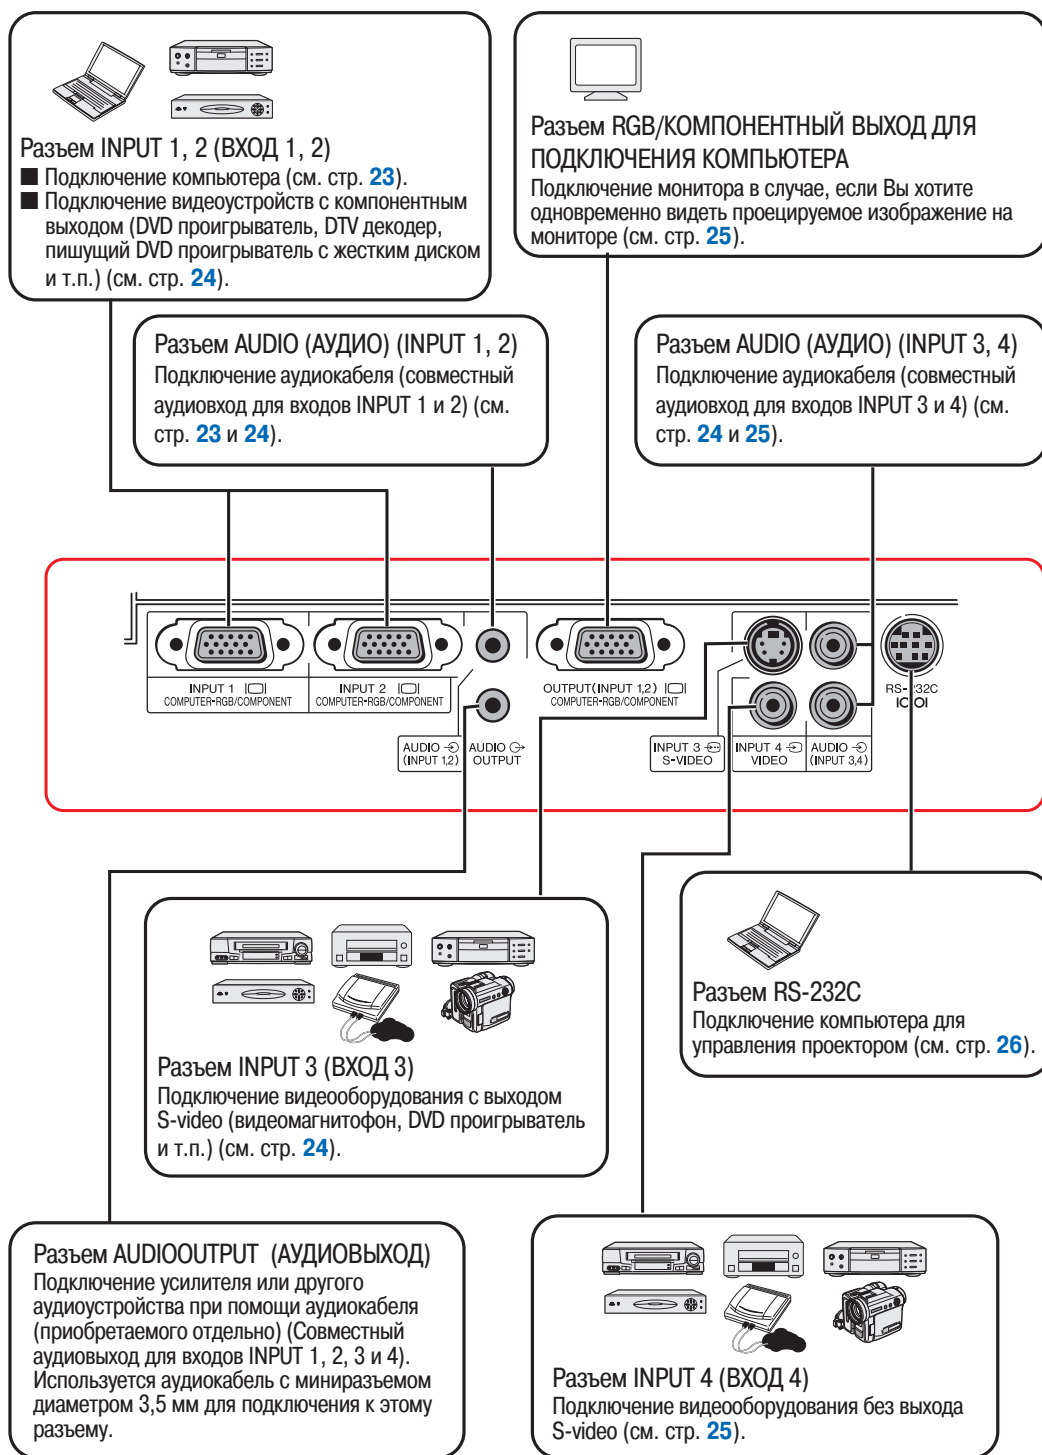 Разъем INPUT 1, 2 (ВХОД 1, 2)
■ Подключение компьютера (см. стр. 23).
■ Подключение видеоустройств с компонентным
выходом (DVD проигрыватель, DTV декодер,
пишущий DVD проигрыватель с жестким диском
и т.п.) (см. стр. 24).
Разъем RGB/КОМПОНЕНТНЫЙ ВЫХОД ДЛЯ
ПОДКЛЮЧЕНИЯ КОМПЬЮТЕРА
Подключение монитора в случае, если Вы хотите
одновременно видеть проецируемое изображение на
мониторе (см. стр. 25).
Разъем AUDIO (АУДИО) (INPUT 1, 2)
Подключение аудиокабеля (совместный
аудиовход для входов INPUT 1 и 2) (см.
стр. 23 и 24).
Разъем AUDIO (АУДИО) (INPUT 3, 4)
Подключение аудиокабеля (совместный
аудиовход для входов INPUT 3 и 4) (см.
стр. 24 и 25).
INPUT 1
COMPUTER-RGB/COMPONENT
INPUT 2
COMPUTER-RGB/COMPONENT
AUDIO
(INPUT 1,2)
AUDIO
OUTPUT
OUTPUT(INPUT 1,2)
COMPUTER-RGB/COMPONENT
INPUT 3
S-VIDEO
INPUT 4
VIDEO
AUDIO
(INPUT 3,4)
RS-232C
Разъем INPUT 3 (ВХОД 3)
Подключение видеооборудования с выходом
S-video (видеомагнитофон, DVD проигрыватель
и т.п.) (см. стр. 24).
Разъем RS-232C
Подключение компьютера для
управления проектором (см. стр. 26).
Разъем AUDIOOUTPUT (АУДИОВЫХОД)
Подключение усилителя или другого
аудиоустройства при помощи аудиокабеля
(приобретаемого отдельно) (Совместный
аудиовыход для входов INPUT 1, 2, 3 и 4).
Используется аудиокабель с миниразъемом
диаметром 3,5 мм для подключения к этому
разъему.
Разъем INPUT 4 (ВХОД 4)
Подключение видеооборудования без выхода
S-video (см. стр. 25).